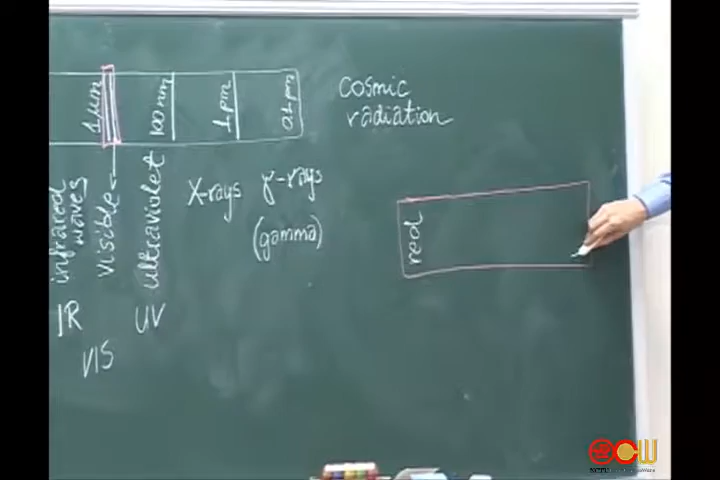 1 μm
100 nm
1 pm
0.1 pm
cosmic
radiation
infrared
waves
visible
ultraviolet
X-rays
γ-rays
(gamma)
IR
VIS
UV
red
CCW